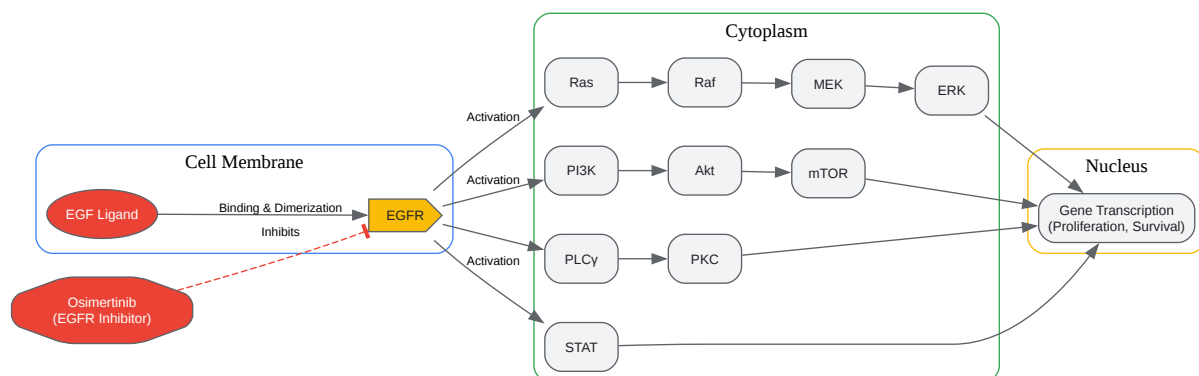 Cytoplasm
Ras
Raf
MEK
ERK
Activation
Cell Membrane
EGF Ligand
Binding & Dimerization
Inhibits
EGFR
Activation
PI3K
Akt
mTOR
Nucleus
Gene Transcription
(Proliferation, Survival)
PLCγ
PKC
Activation
Osimertinib
(EGFR Inhibitor)
STAT